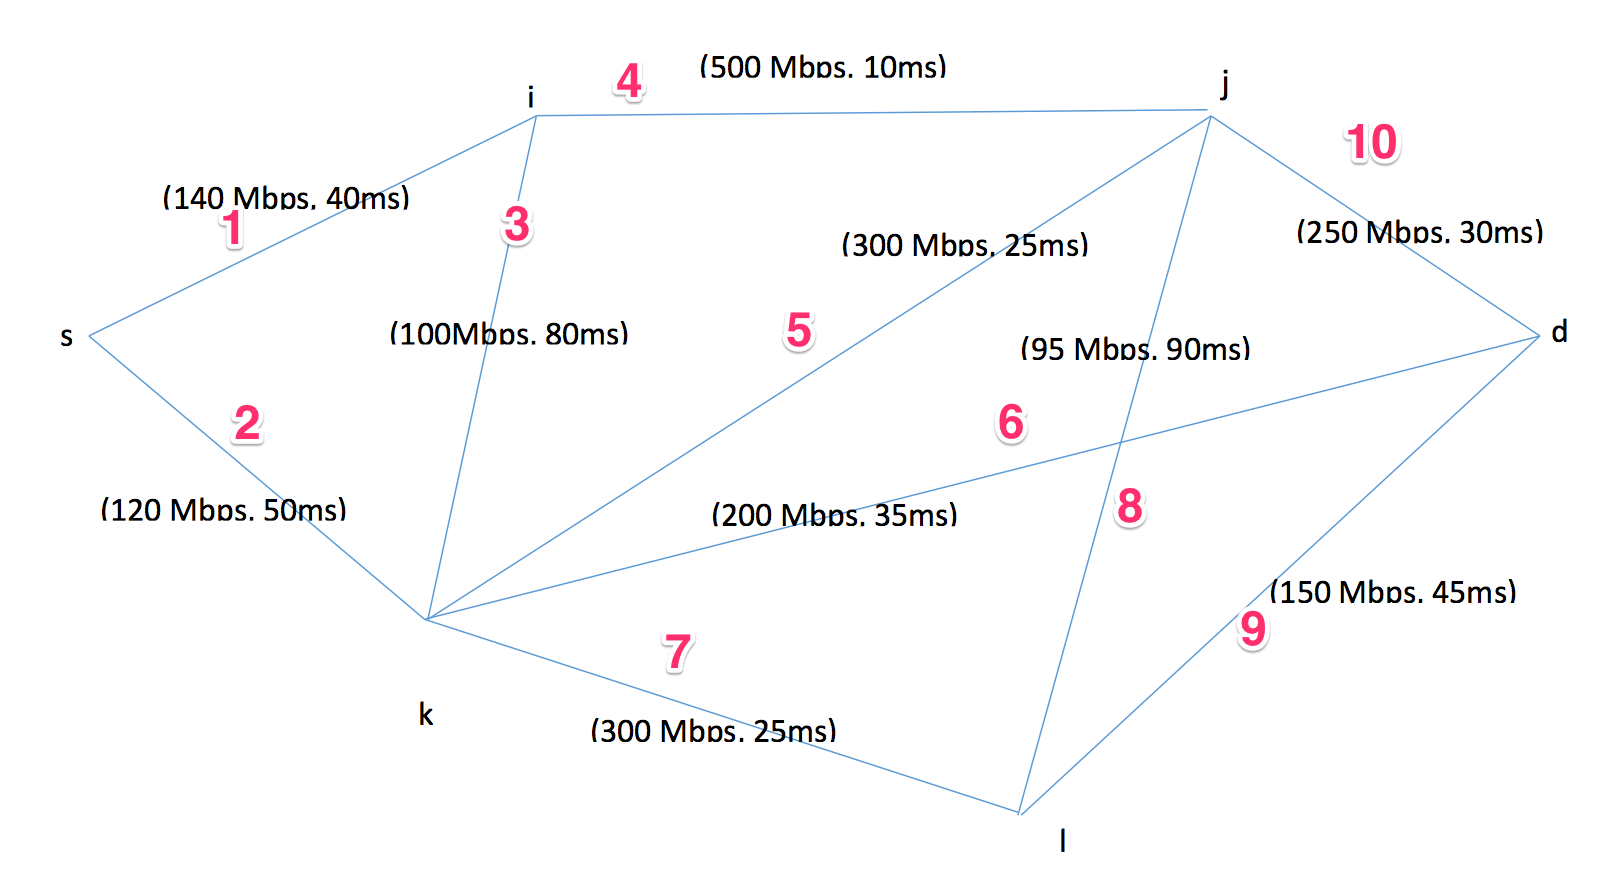 (500 Mbps, 10ms)
4
j
i
10
(140 Mbps, 40ms)
1
3
(250 Mbps, 30ms)
(300 Mbps, 25ms)
s
(100Mbps, 80ms)
5
(95 Mbps, 90ms)
d
2
6
(120 Mbps, 50ms)
(200 Mbps, 35ms)
8
(150 Mbps, 45ms)
9
7
k
(300 Mbps, 25ms)
l